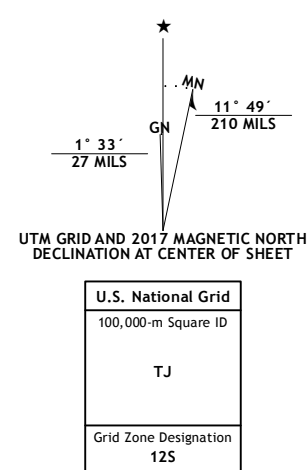 MN
GN
11° 49´
210 MILS
1° 33´
27 MILS
UTM GRID AND 2017 MAGNETIC NORTH
DECLINATION AT CENTER OF SHEET
U.S. National Grid
100,000-m Square ID
TJ
Grid Zone Designation
12S